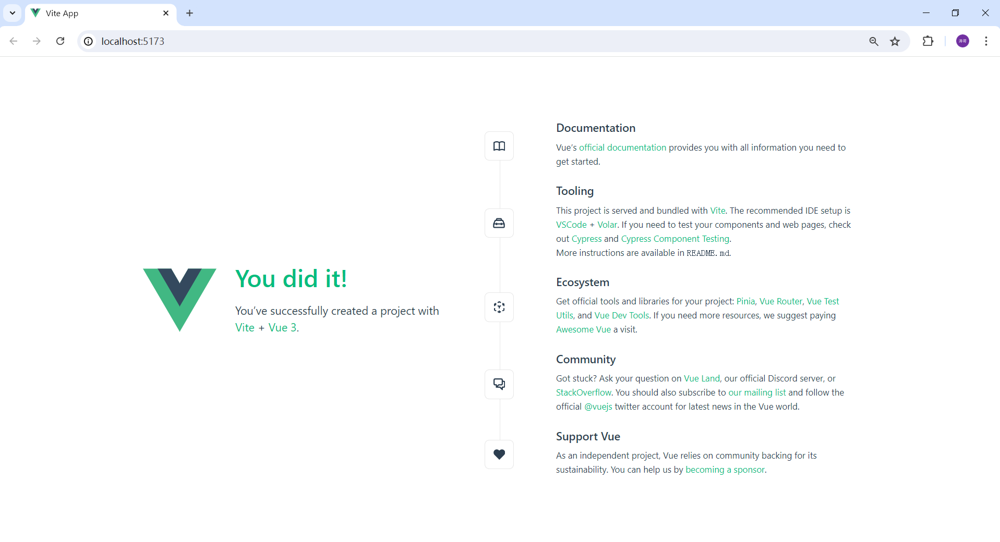 Vite App
localhost:5173
涛哥
You did it!
You’ve successfully created a project with
Vite + Vue 3.
Documentation
Vue’s official documentation provides you with all information you need to
get started.
Tooling
This project is served and bundled with Vite. The recommended IDE setup is
VSCode + Volar. If you need to test your components and web pages, check
out Cypress and Cypress Component Testing.
More instructions are available in README.md.
Ecosystem
Get official tools and libraries for your project: Pinia, Vue Router, Vue Test
Utils, and Vue Dev Tools. If you need more resources, we suggest paying
Awesome Vue a visit.
Community
Got stuck? Ask your question on Vue Land, our official Discord server, or
StackOverflow. You should also subscribe to our mailing list and follow the
official @vuejs twitter account for latest news in the Vue world.
Support Vue
As an independent project, Vue relies on community backing for its
sustainability. You can help us by becoming a sponsor.